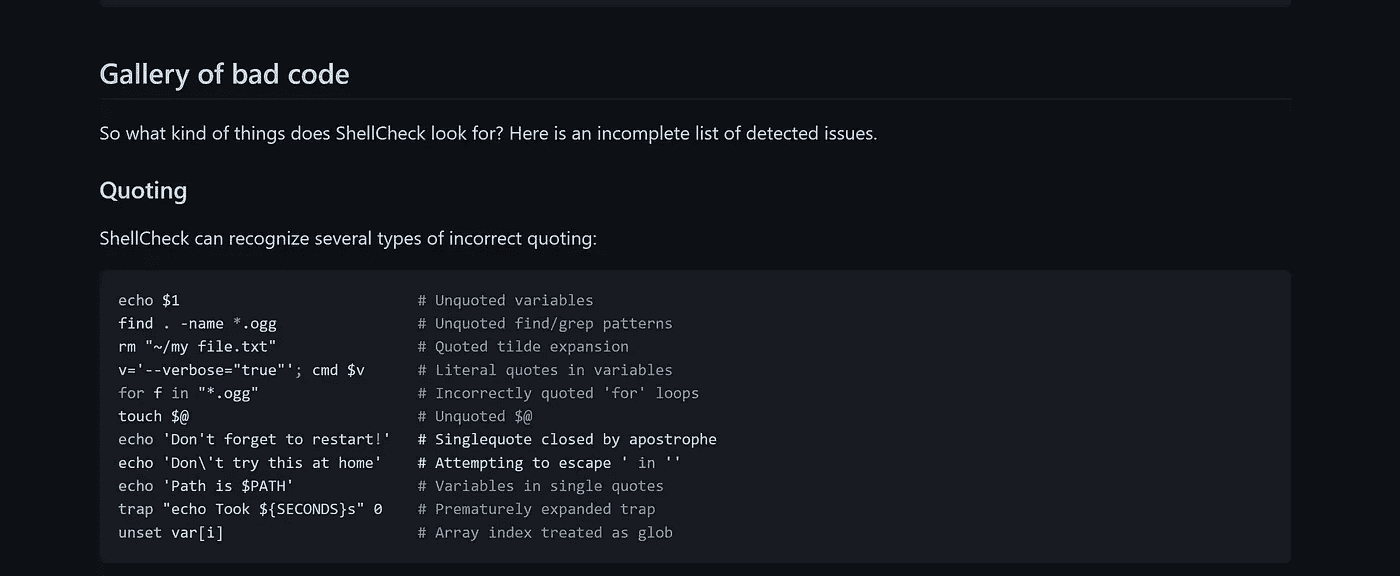 Gallery of bad code
So what kind of things does ShellCheck look for? Here is an incomplete list of detected issues.
Quoting
ShellCheck can recognize several types of incorrect quoting:
echo $1                           # Unquoted variables
find . -name *.ogg                # Unquoted find/grep patterns
rm "~/my file.txt"                # Quoted tilde expansion
v='--verbose="true"'; cmd $v      # Literal quotes in variables
for f in "*.ogg"                  # Incorrectly quoted 'for' loops
touch $@                          # Unquoted $@
echo 'Don't forget to restart!'   # Singlequote closed by apostrophe
echo 'Don\'t try this at home'    # Attempting to escape ' in ''
echo 'Path is $PATH'              # Variables in single quotes
trap "echo Took ${SECONDS}s" 0    # Prematurely expanded trap
unset var[i]                      # Array index treated as glob